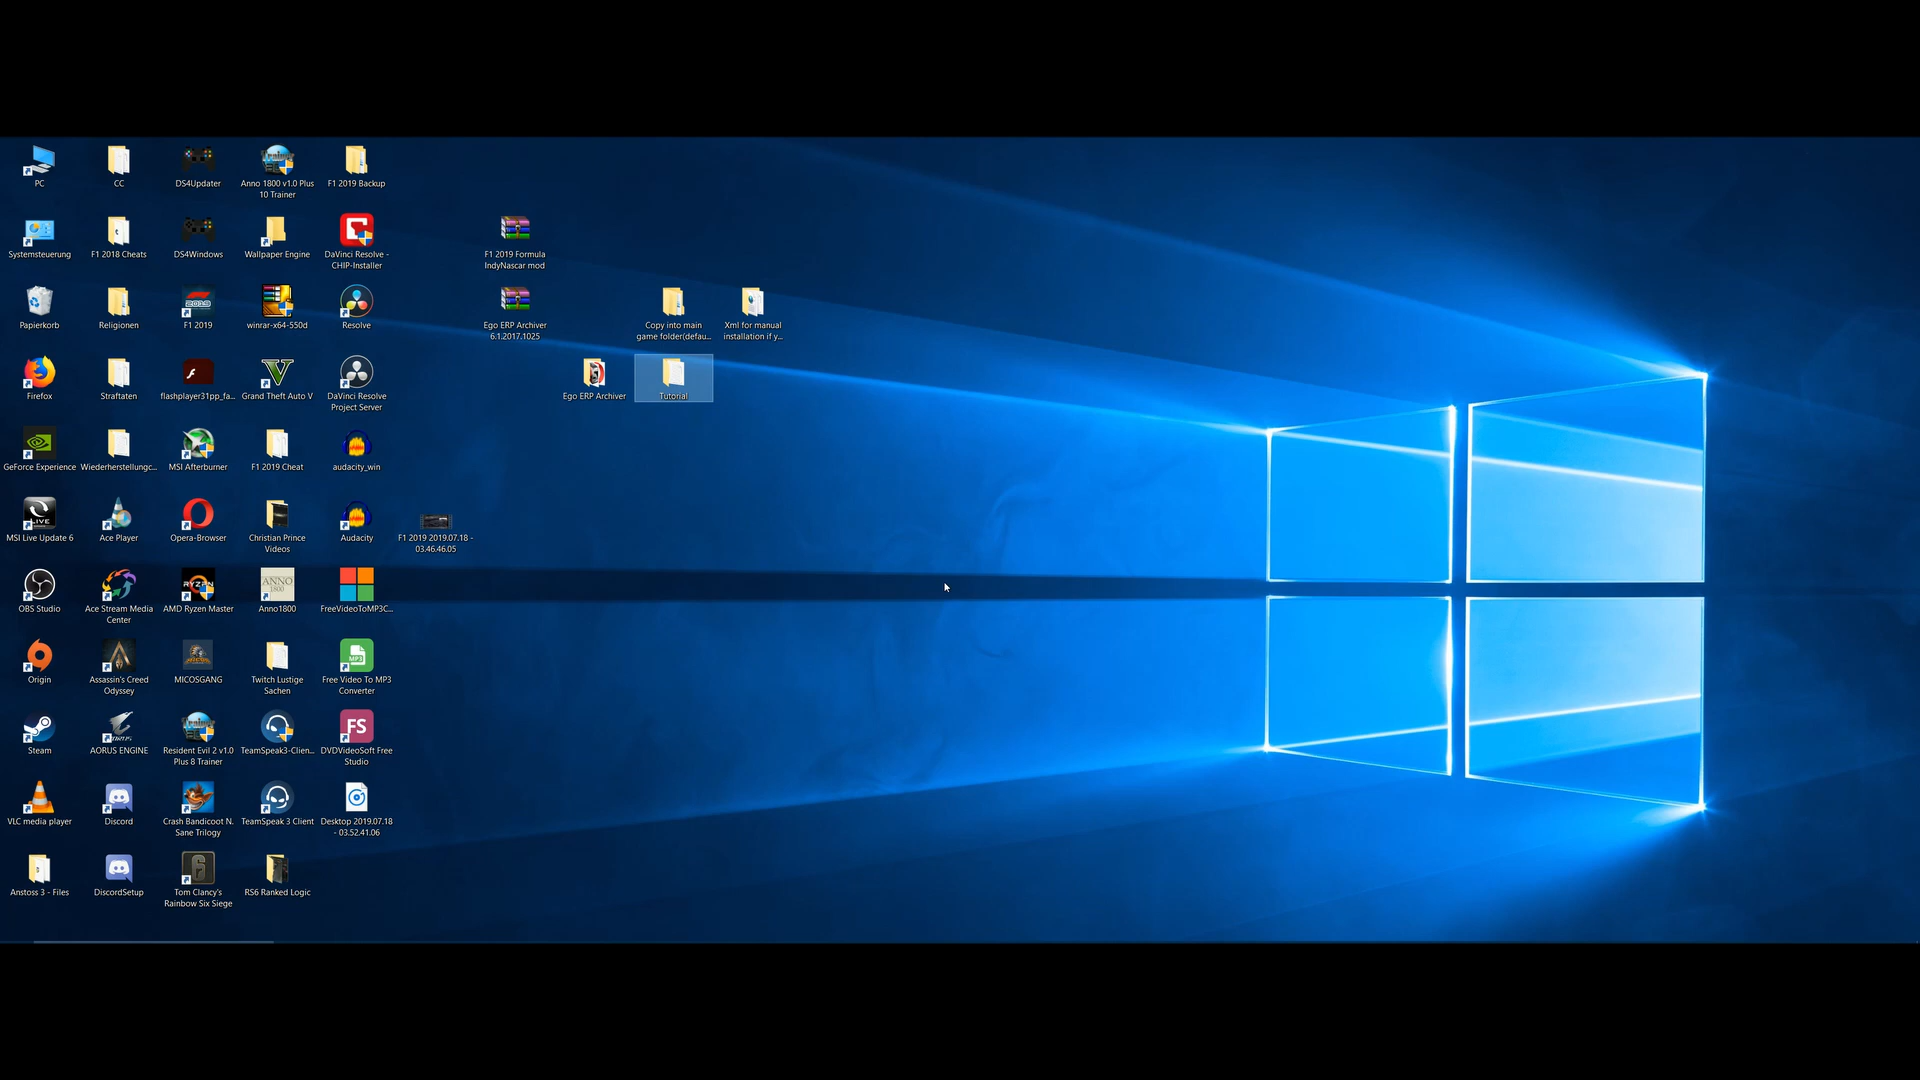 PC
CC
DS4Updater
Anno 1800 v1.0 Plus
10 Trainer
F1 2019 Backup
Systemsteuerung
F1 2018 Cheats
DS4Windows
Wallpaper Engine
DaVinci Resolve -
CHIP-Installer
F1 2019 Formula
IndyNascar mod
Papierkorb
Religionen
2019
F1 2019
winrar-x64-550d
Resolve
Ego ERP Archiver
6.1.2017.1025
Copy into main
game folder(defau...
Xml for manual
installation if y...
Firefox
Straftaten
flashplayer31pp_fa...
Grand Theft Auto V
DaVinci Resolve
Project Server
Ego ERP Archiver
Tutorial
GeForce Experience
Wiederherstellungc...
MSI Afterburner
F1 2019 Cheat
audacity_win
LIVE
MSI Live Update 6
Ace Player
Opera-Browser
Christian Prince
Videos
Audacity
F1 2019 2019.07.18 -
03.46.46.05
OBS Studio
Ace Stream Media
Center
RYZEN
AMD Ryzen Master
ANNO
1800
Anno1800
FreeVideoToMP3C...
Origin
Assassin's Creed
Odyssey
MICOSGANG
Twitch Lustige
Sachen
MP3
Free Video To MP3
Converter
Steam
AORUS ENGINE
Resident Evil 2 v1.0
Plus 8 Trainer
TeamSpeak3-Clien...
FS
DVDVideoSoft Free
Studio
VLC media player
Discord
Crash Bandicoot N.
Sane Trilogy
TeamSpeak 3 Client
Desktop 2019.07.18
- 03.52.41.06
Anstoss 3 - Files
DiscordSetup
6
Tom Clancy's
Rainbow Six Siege
RS6 Ranked Logic